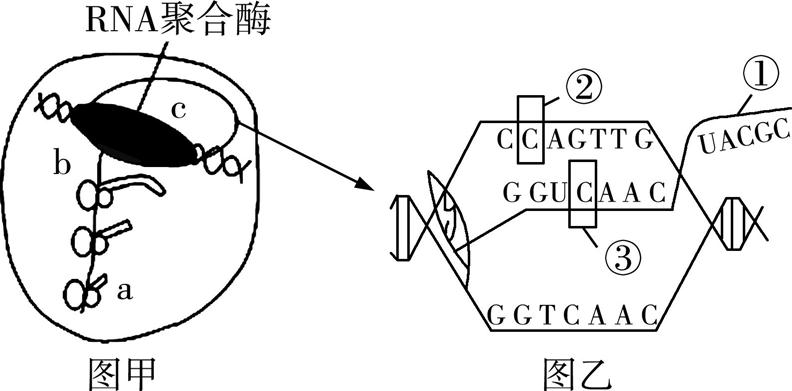 RNA聚合酶
c
b
a
图甲
①
②
CCAGTTG
UACGC
GGUCAAC
③
GGTCAAC
图乙